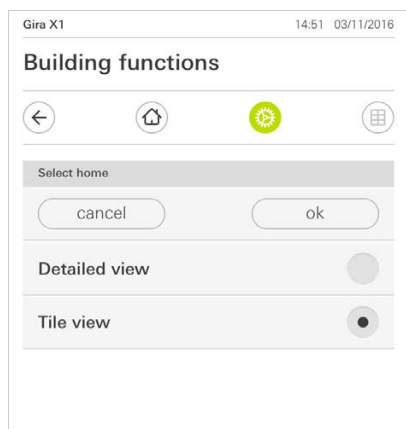 Gira X1 14:51 03/11/2016
Building functions
Select home
cancel ok
Detailed view
Tile view